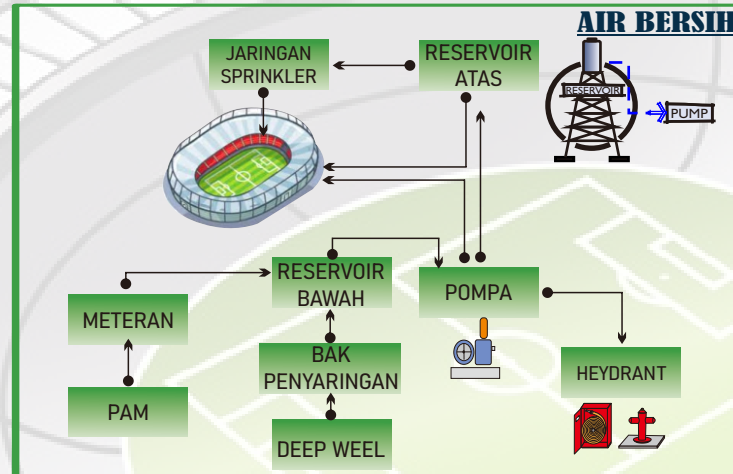 AIR BERSIH
JARINGAN
SPRINKLER
RESERVOIR
ATAS
RESERVOIR
PUMP
RESERVOIR
BAWAH
POMPA
METERAN
BAK
PENYARINGAN
HEYDRANT
PAM
DEEP WEEL